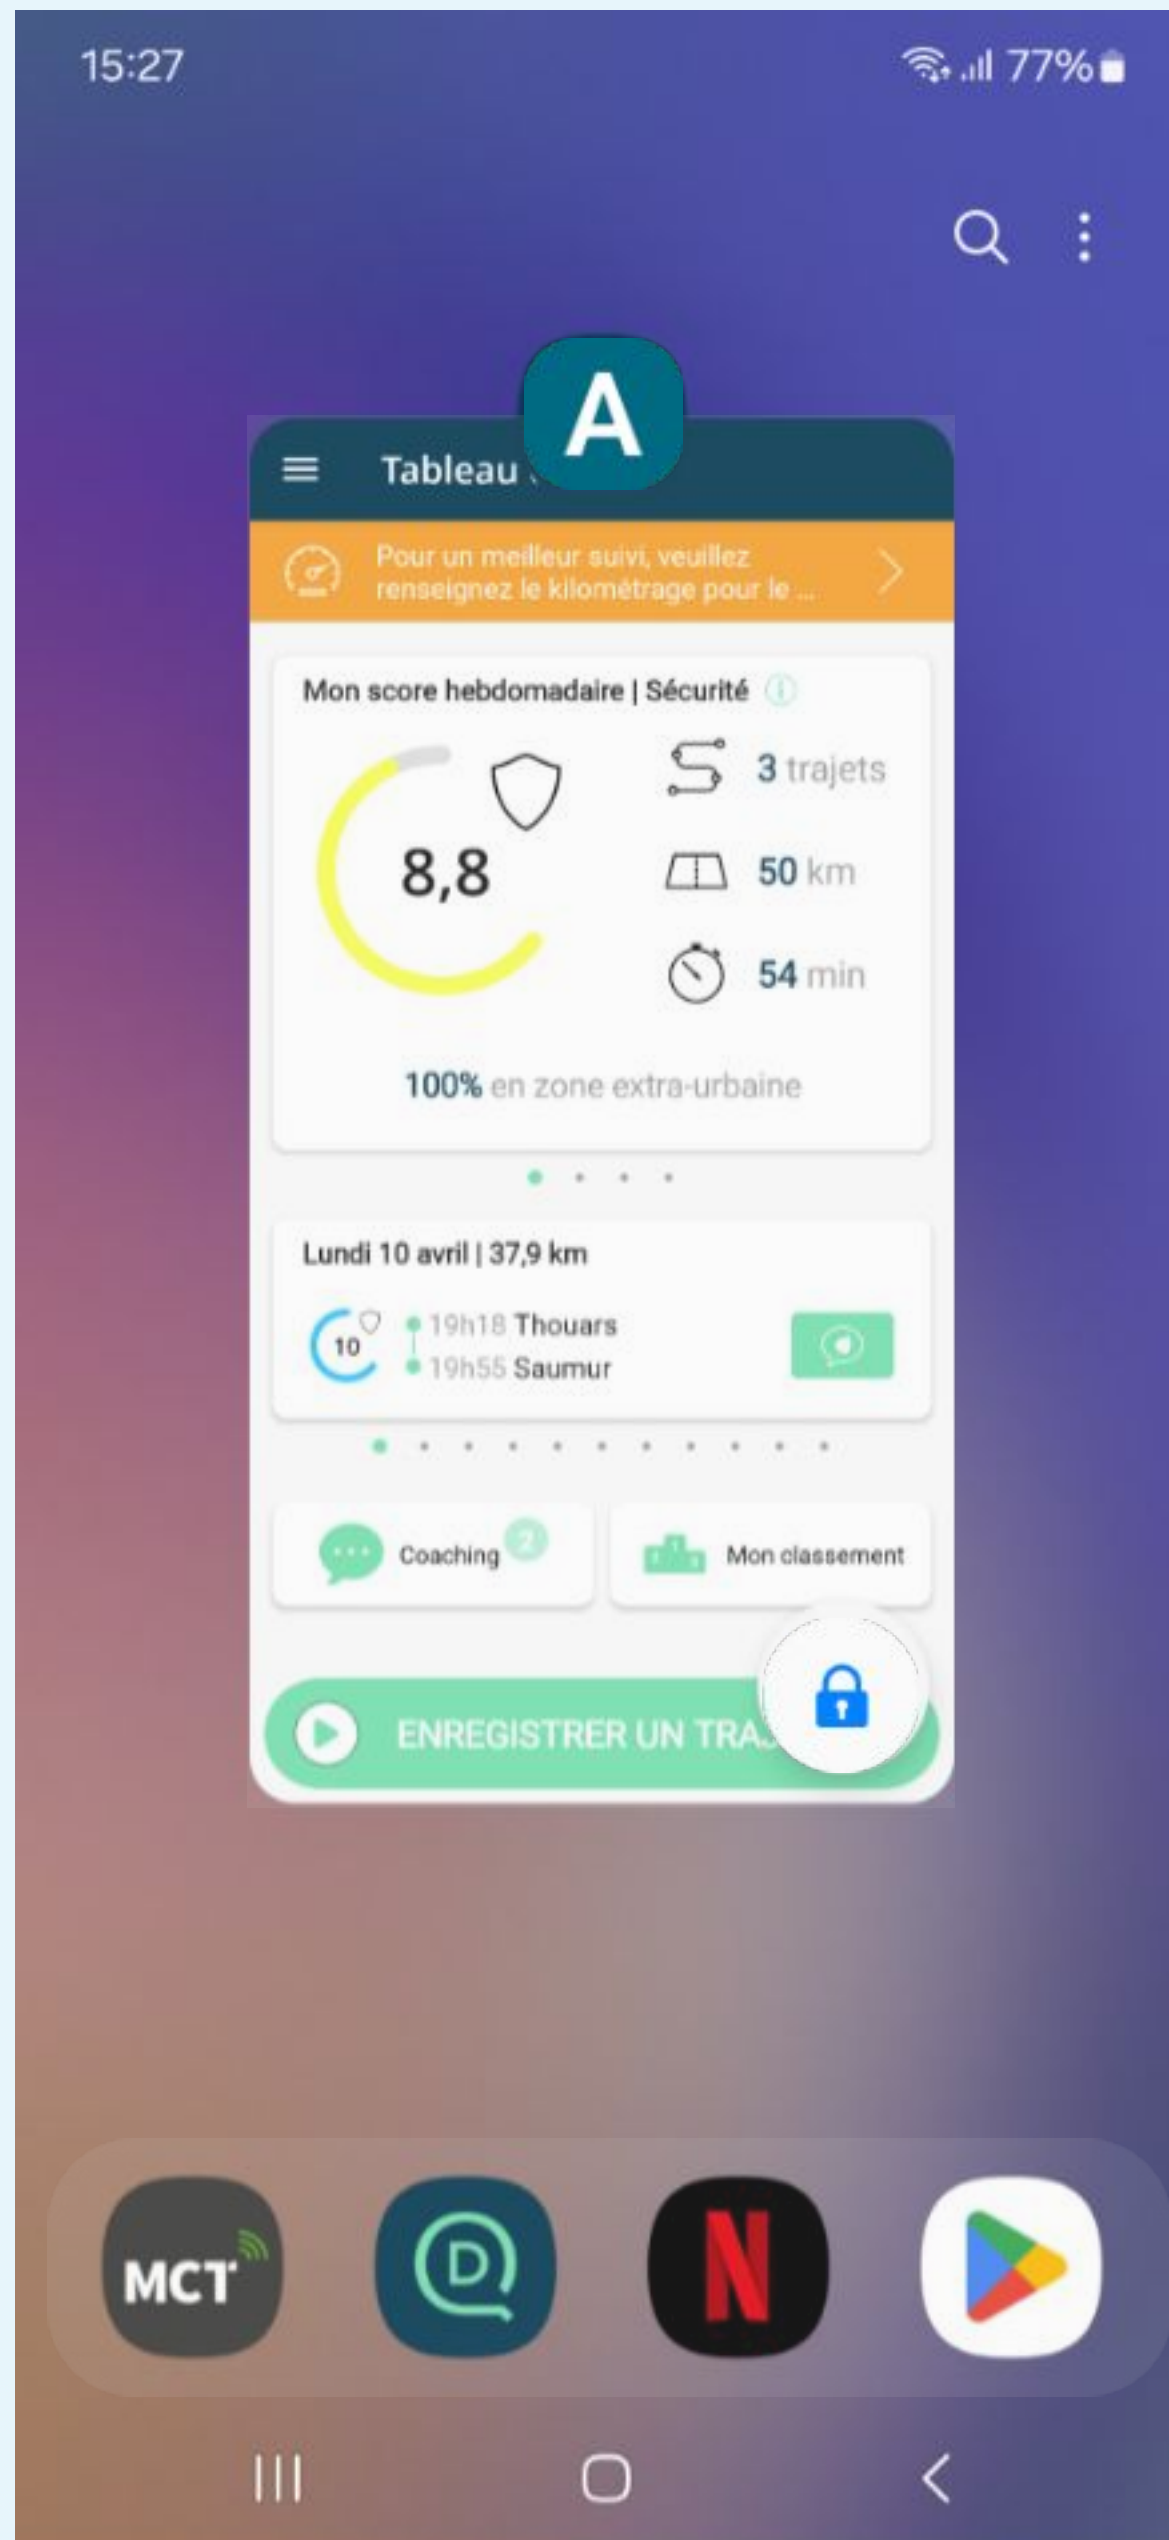 15:27
77%
A
Tableau
Pour un meilleur suivi, veuillez
renseignez le kilométrage pour le ...
Mon score hebdomadaire | Sécurité
8,8
3 trajets
50 km
54 min
100% en zone extra-urbaine
Lundi 10 avril | 37,9 km
10
19h18 Thouars
19h55 Saumur
Coaching 2
Mon classement
ENREGISTRER UN TRAJ
MCT
D
N